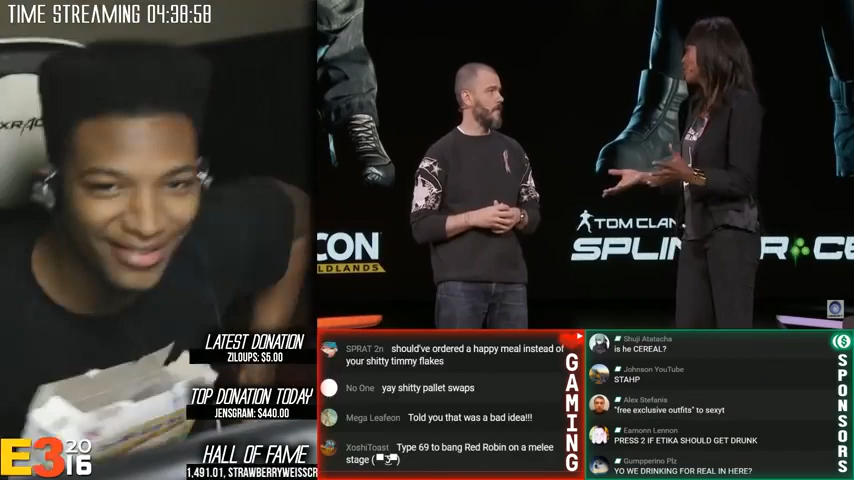 TIME STREAMING 04:38:58
XRAC
LATEST DONATION
ZILOUPS: $5.00
TOP DONATION TODAY
JENSGRAM: $440.00
HALL OF FAME
1,491.01, STRAWBERRYWEISSCR
E3 2016
CON
LDLANDS
TOM CLAN
SPLIN R CE
SPRAT 2n should've ordered a happy meal instead of
your shitty timmy flakes
No One yay shitty pallet swaps
Mega Leafeon Told you that was a bad idea!!!
XoshiToast Type 69 to bang Red Robin on a melee
stage
GAMING
Shuji Atatacha
is he CEREAL?
Johnson YouTube
STAHP
Alex Stefanis
"free exclusive outfits" to sexyt
Eamonn Lennon
PRESS 2 IF ETIKA SHOULD GET DRUNK
Gumpperino Plz
YO WE DRINKING FOR REAL IN HERE?
SPONSORS